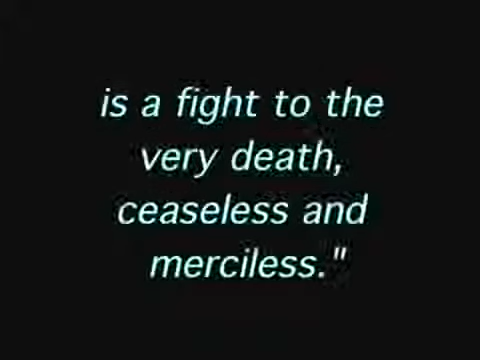 is a fight to the
very death,
ceaseless and
merciless."